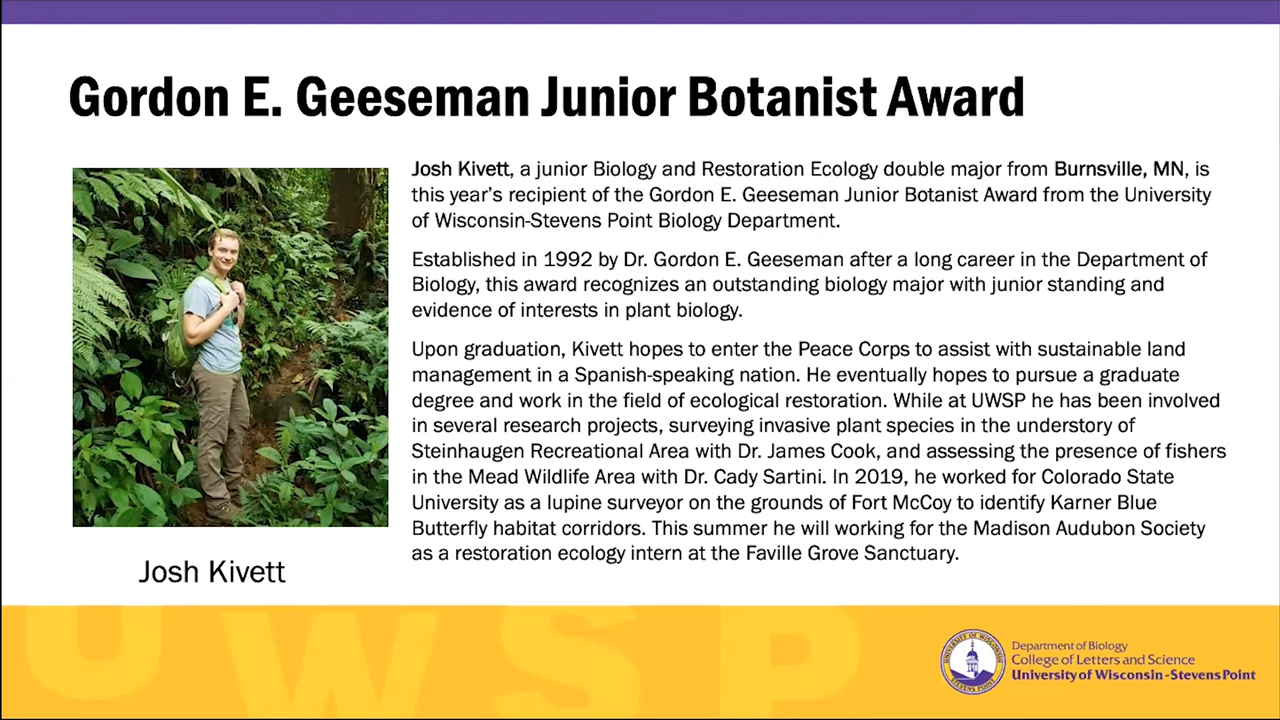 Gordon E. Geeseman Junior Botanist Award
Josh Kivett, a junior Biology and Restoration Ecology double major from Burnsville, MN, is
this year's recipient of the Gordon E. Geeseman Junior Botanist Award from the University
of Wisconsin-Stevens Point Biology Department.
Established in 1992 by Dr. Gordon E. Geeseman after a long career in the Department of
Biology, this award recognizes an outstanding biology major with junior standing and
evidence of interests in plant biology.
Upon graduation, Kivett hopes to enter the Peace Corps to assist with sustainable land
management in a Spanish-speaking nation. He eventually hopes to pursue a graduate
degree and work in the field of ecological restoration. While at UWSP he has been involved
in several research projects, surveying invasive plant species in the understory of
Steinhaugen Recreational Area with Dr. James Cook, and assessing the presence of fishers
in the Mead Wildlife Area with Dr. Cady Sartini. In 2019, he worked for Colorado State
University as a lupine surveyor on the grounds of Fort McCoy to identify Karner Blue
Butterfly habitat corridors. This summer he will working for the Madison Audubon Society
as a restoration ecology intern at the Faville Grove Sanctuary.
Josh Kivett
UWSP
UNIVERSITY OF WISCONSIN
STEVENS POINT
Department of Biology
College of Letters and Science
University of Wisconsin-Stevens Point